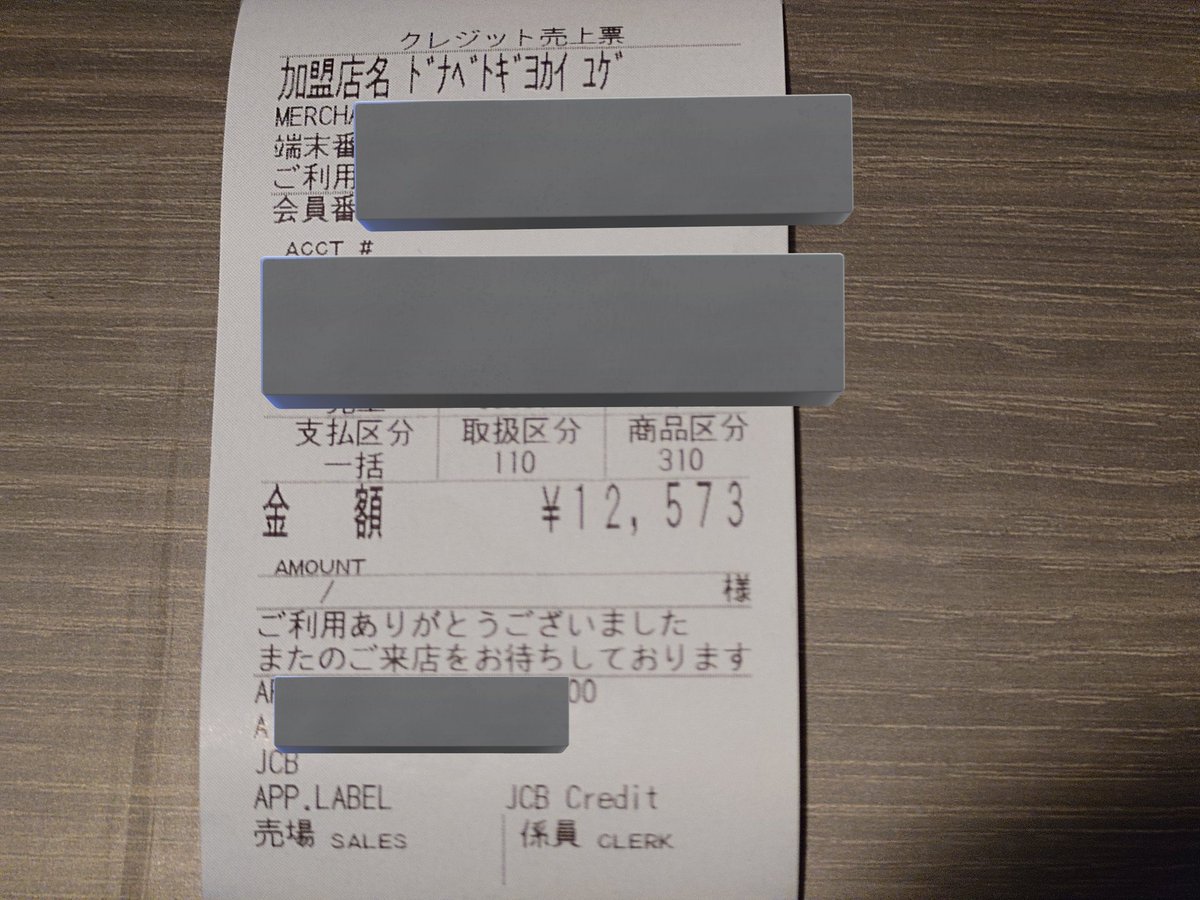 クレジット売上票
加盟店名 ﾄﾞﾅﾍﾞﾄｷﾞﾖｶｲ ﾕｹﾞ
MERCHA
端末番
ご利用
会員番
ACCT #
支払区分 取扱区分 商品区分
一括 110 310
金 額 ¥12,573
AMOUNT
/ 様
ご利用ありがとうございました
またのご来店をお待ちしております
00
A
JCB
APP.LABEL JCB Credit
売場 SALES 係員 CLERK